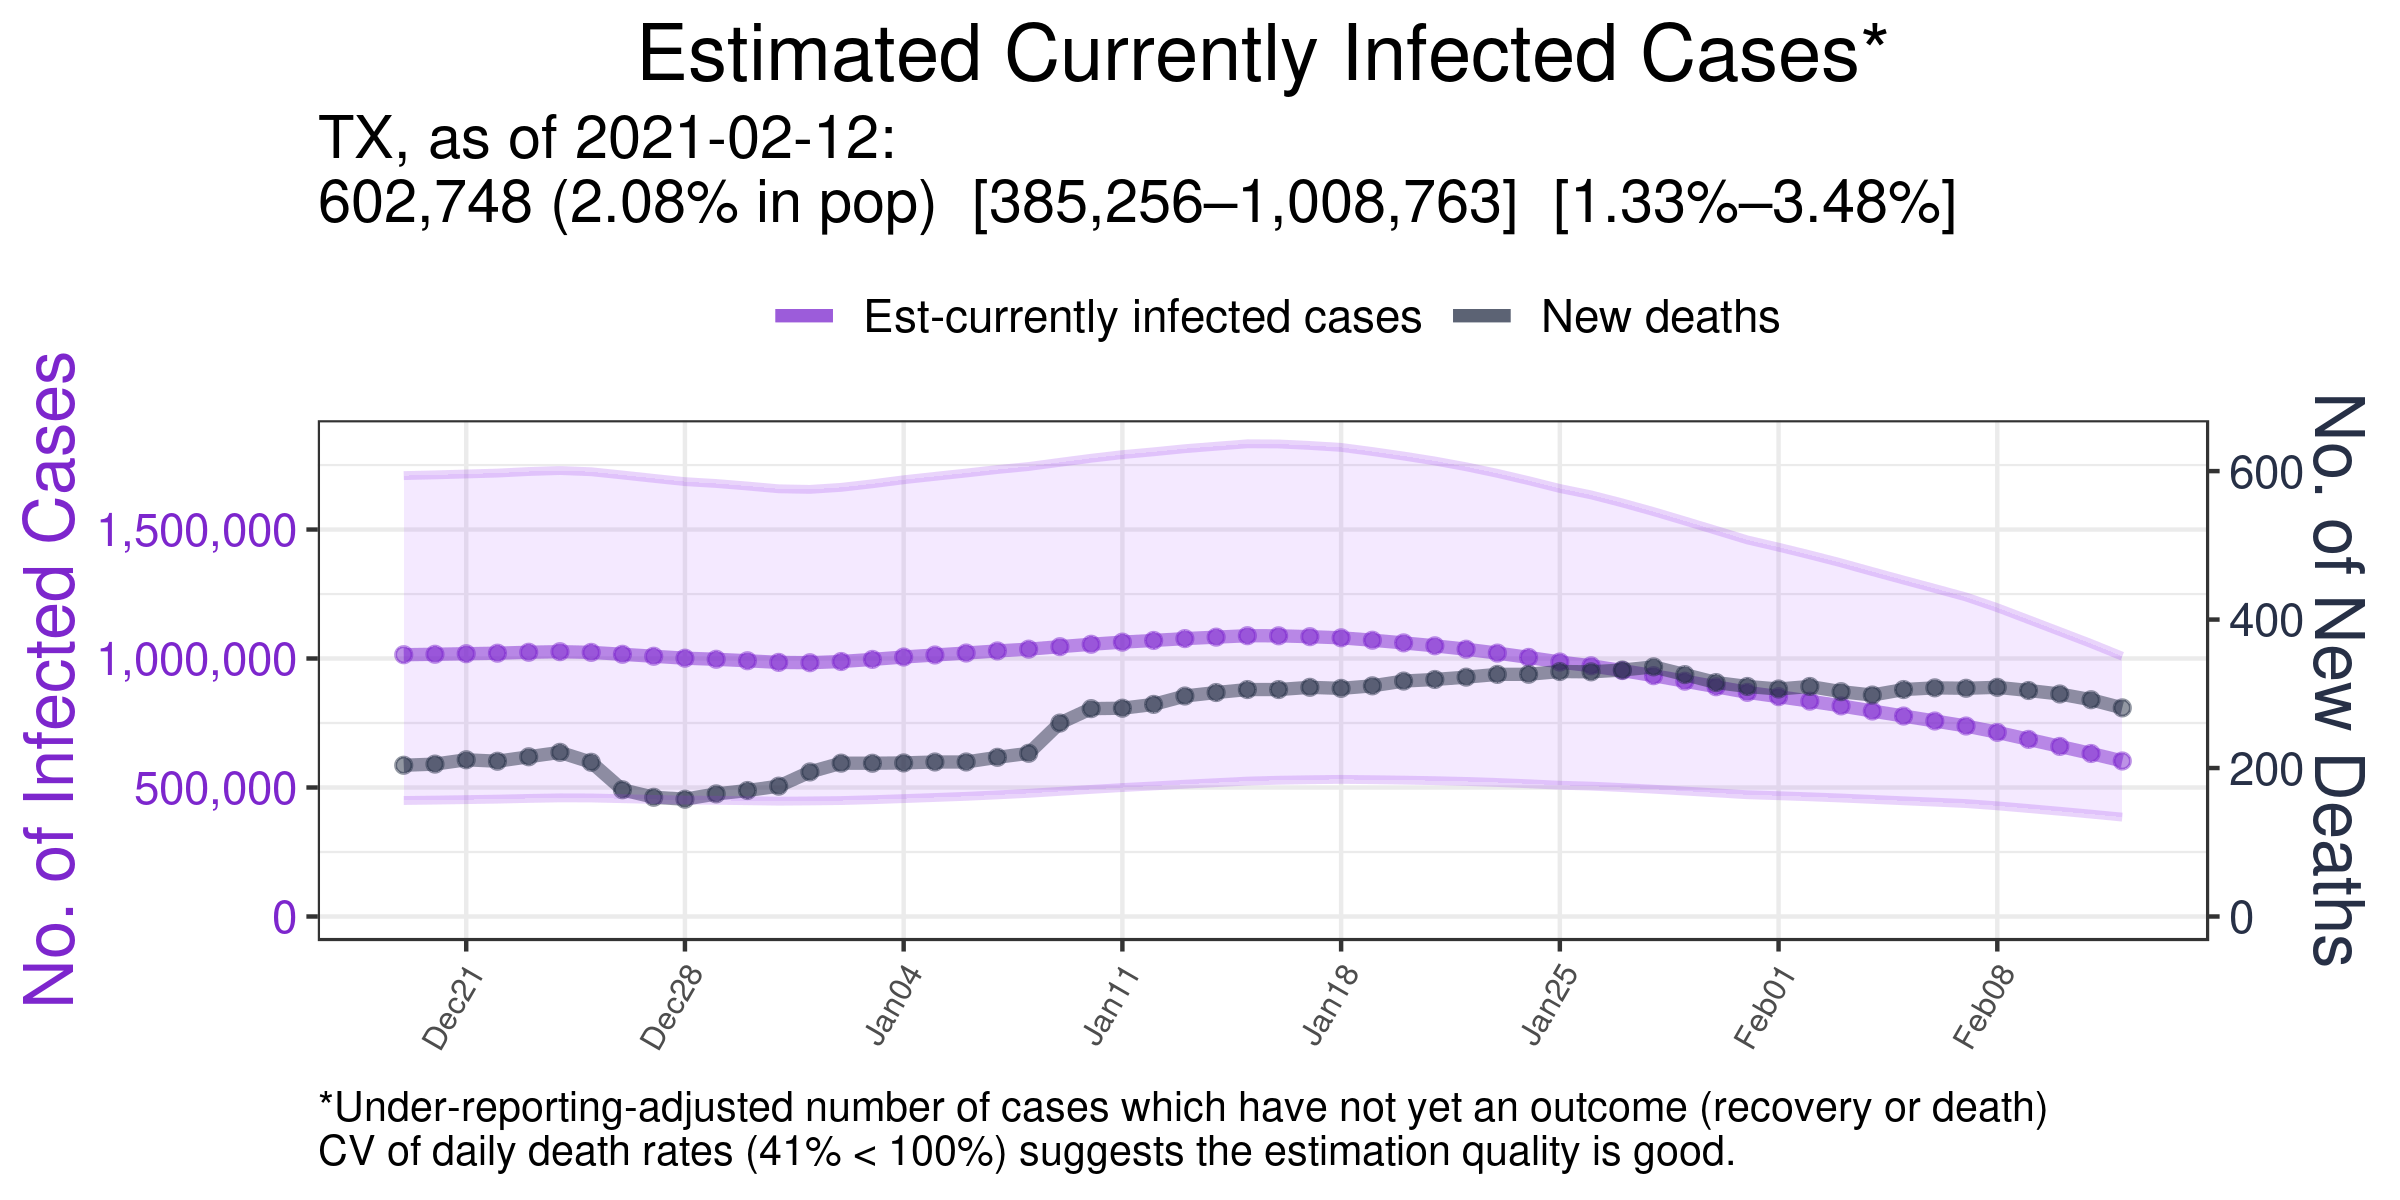 Estimated Currently Infected Cases*
TX, as of 2021-02-12:
602,748 (2.08% in pop)  [385,256–1,008,763]  [1.33%–3.48%]
Est-currently infected cases
New deaths
No. of Infected Cases
1,500,000
1,000,000
500,000
0
600
400
200
0
No. of New Deaths
Dec21
Dec28
Jan04
Jan11
Jan18
Jan25
Feb01
Feb08
*Under-reporting-adjusted number of cases which have not yet an outcome (recovery or death)
CV of daily death rates (41% < 100%) suggests the estimation quality is good.